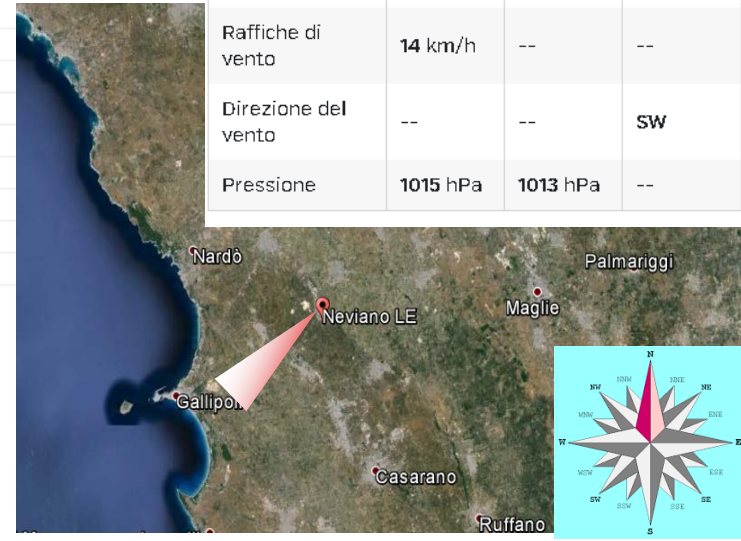 Raffiche di vento 14 km/h -- --
Direzione del vento -- -- SW
Pressione 1015 hPa 1013 hPa --
Nardò
Palmariggi
Neviano LE
Maglie
Gallipoli
Casarano
Ruffano
N
NNW NNE
NW NE
WNW ENE
W E
WSW ESE
SW SE
SSW SSE
S